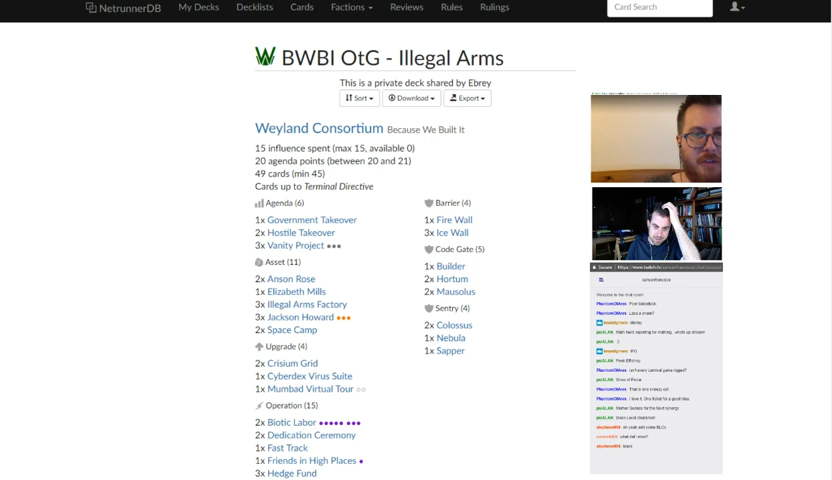 NetrunnerDB My Decks Decklists Cards Factions Reviews Rules Rulings Card Search
BWBI OtG - Illegal Arms
This is a private deck shared by Ebrey
Sort Download Export
Weyland Consortium Because We Built It
15 influence spent (max 15, available 0)
20 agenda points (between 20 and 21)
49 cards (min 45)
Cards up to Terminal Directive
Agenda (6)
1x Government Takeover
2x Hostile Takeover
3x Vanity Project
Asset (11)
2x Anson Rose
1x Elizabeth Mills
3x Illegal Arms Factory
3x Jackson Howard
2x Space Camp
Upgrade (4)
2x Crisium Grid
1x Cyberdex Virus Suite
1x Mumbad Virtual Tour
Operation (15)
2x Biotic Labor
2x Dedication Ceremony
1x Fast Track
1x Friends in High Places
3x Hedge Fund
Barrier (4)
1x Fire Wall
3x Ice Wall
Code Gate (5)
1x Builder
2x Hortum
2x Mausolus
Sentry (4)
2x Colossus
1x Nebula
1x Sapper
Welcome to the chat room!